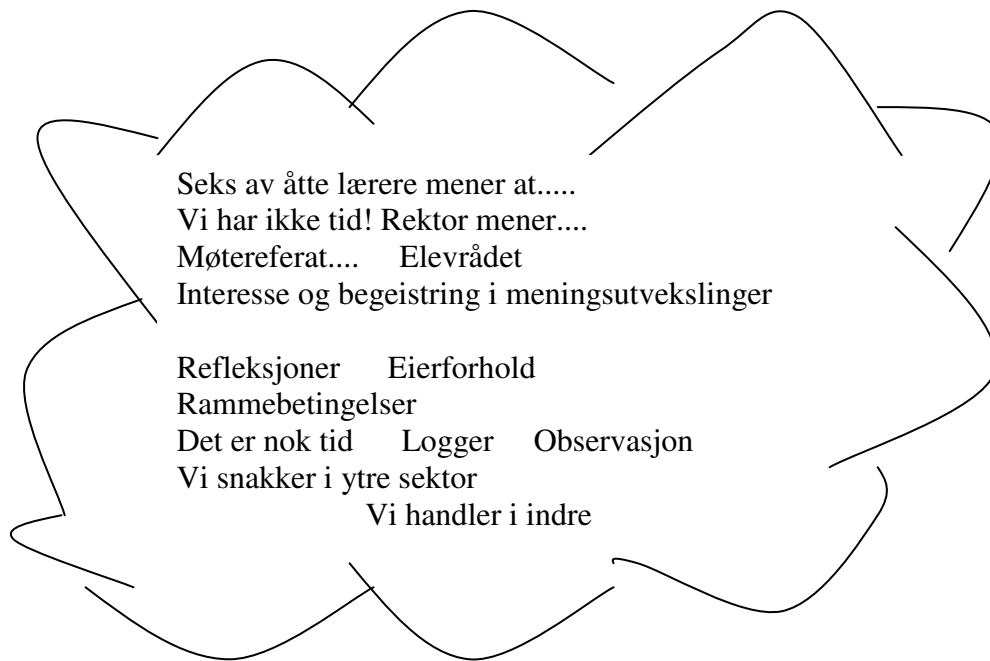 Seks av åtte lærere mener at.....
Vi har ikke tid! Rektor mener....
Møtereferat.... Elevrådet
Interesse og begeistring i meningsutvekslinger
Refleksjoner Eierforhold
Rammebetingelser
Det er nok tid Logger Observasjon
Vi snakker i ytre sektor
Vi handler i indre